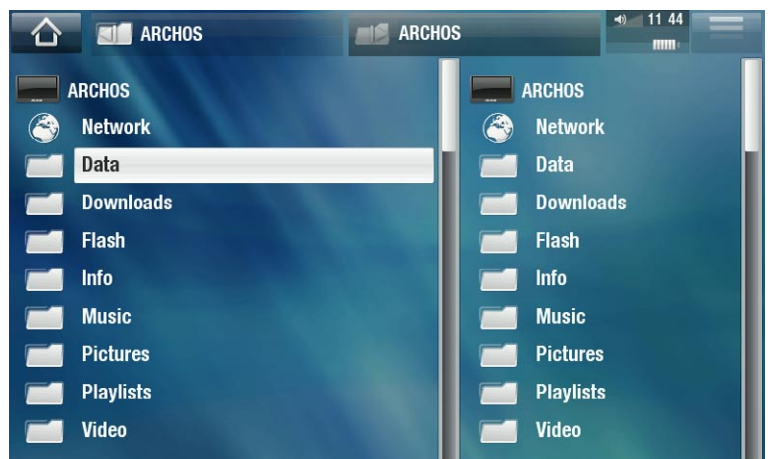 ARCHOS
ARCHOS
11 44
ARCHOS
Network
Data
Downloads
Flash
Info
Music
Pictures
Playlists
Video
ARCHOS
Network
Data
Downloads
Flash
Info
Music
Pictures
Playlists
Video